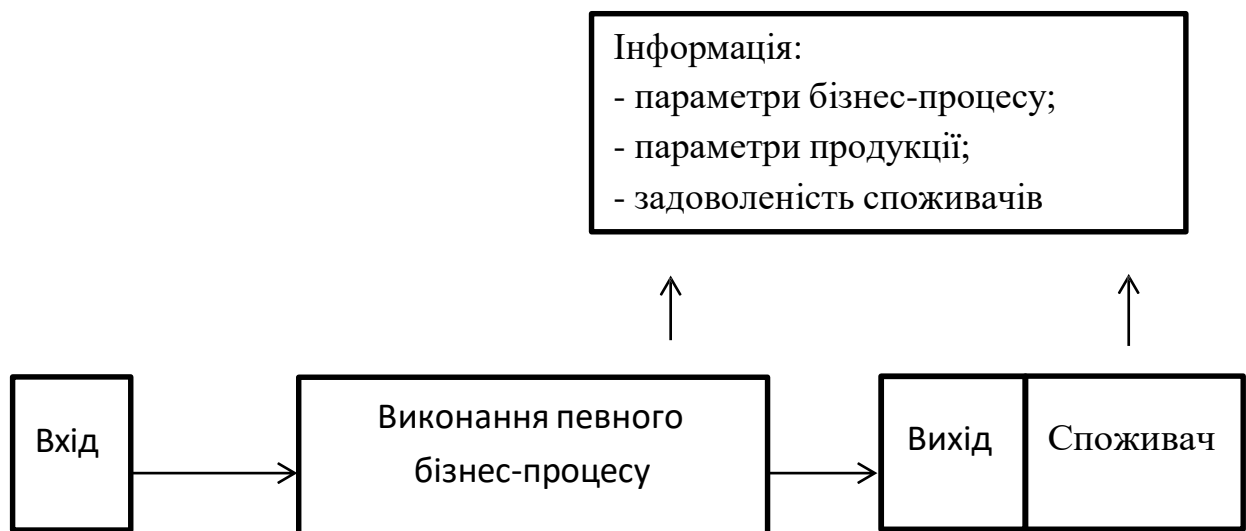 Інформація:
- параметри бізнес-процесу;
- параметри продукції;
- задоволеність споживачів
Вхід
Виконання певного
бізнес-процесу
Вихід
Споживач